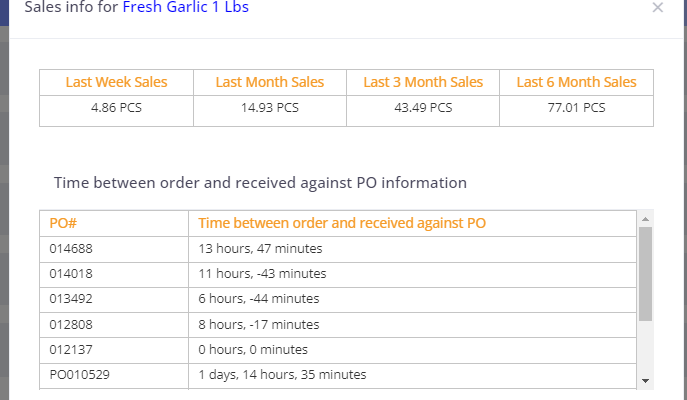 Sales info for Fresh Garlic 1 Lbs
Last Week Sales Last Month Sales Last 3 Month Sales Last 6 Month Sales
4.86 PCS 14.93 PCS 43.49 PCS 77.01 PCS
Time between order and received against PO information
PO# Time between order and received against PO
014688 13 hours, 47 minutes
014018 11 hours, -43 minutes
013492 6 hours, -44 minutes
012808 8 hours, -17 minutes
012137 0 hours, 0 minutes
PO010529 1 days, 14 hours, 35 minutes